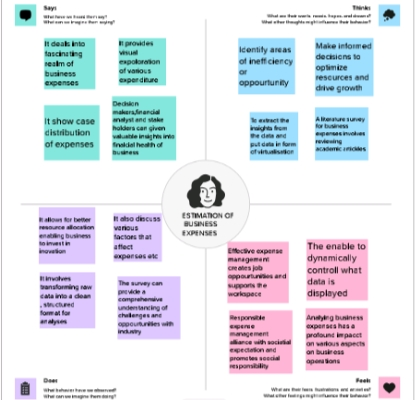 Says
What have we heard them say?
What can we imagine them saying?
Thinks
What are their wants, needs, hopes, and dreams?
What other thoughts might influence their behavior?
It deals into
fascinating
realm of
business
expenses
It provides
visual
exploration
of various
expenditure
It show case
distribution
of expenses
Decision
makers,financial
analyst and stake
holders can given
valuable insights into
finaicial health of
business
Identify areas
of inefficiency
or
oppourtunity
Make informed
decisions to
optimize
resources and
drive growth
To extract the
insights from
the data and
put data in form
of virtualisation
A literature survey
for business
expenses involves
reviewing
academic articles
ESTIMATION OF
BUSINESS
EXPENSES
It allows for better
resource allocation
enabling business
to invest in
inovation
It also discuss
various
factors that
affect
expenses etc
It involves
transforming raw
data into a clean
, structured
format for
analyses
The survey can
provide a
comprehensive
understanding of
challenges and
oppourtunities with
industry
Effective expense
management
creates job
oppourtunities and
supports the
workspace
The enable to
dynamically
controll what
data is
displayed
Responsible
expense
management
alliance with societal
expectation and
promotes social
responsibility
Analysing business
expenses has a
profound impact
on various aspects
on business
operations
Does
What behavior have we observed?
What can we imagine them doing?
Feels
What are their fears, frustrations, and anxieties?
What other feelings might influence their behavior?